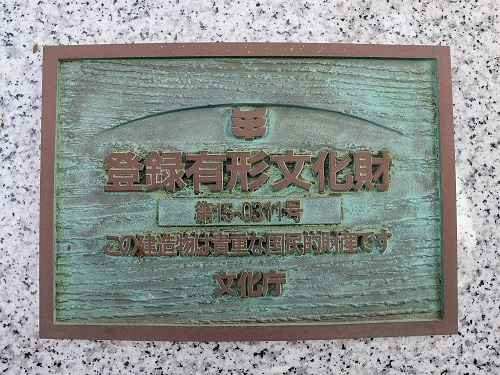 登録有形文化財
第15-0311号
この建造物は貴重な国民的財産です
文化庁